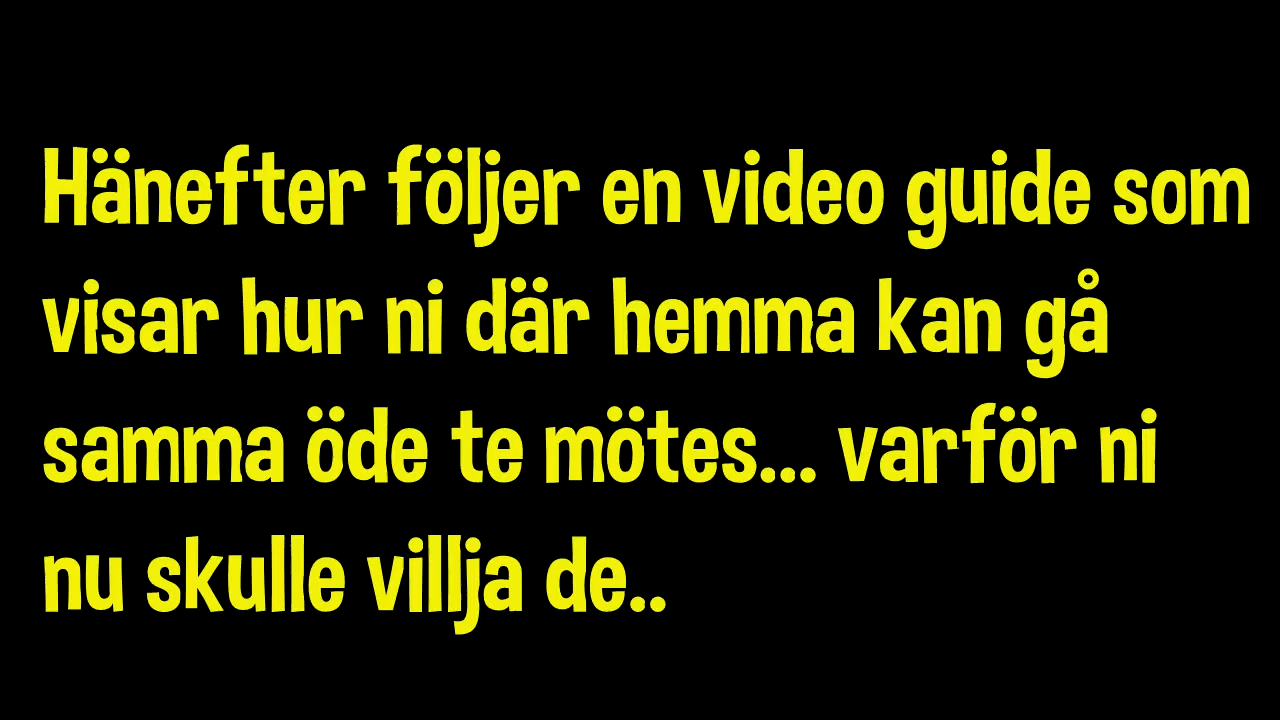 Hänefter följer en video guide som
visar hur ni där hemma kan gå
samma öde te mötes... varför ni
nu skulle villja de..